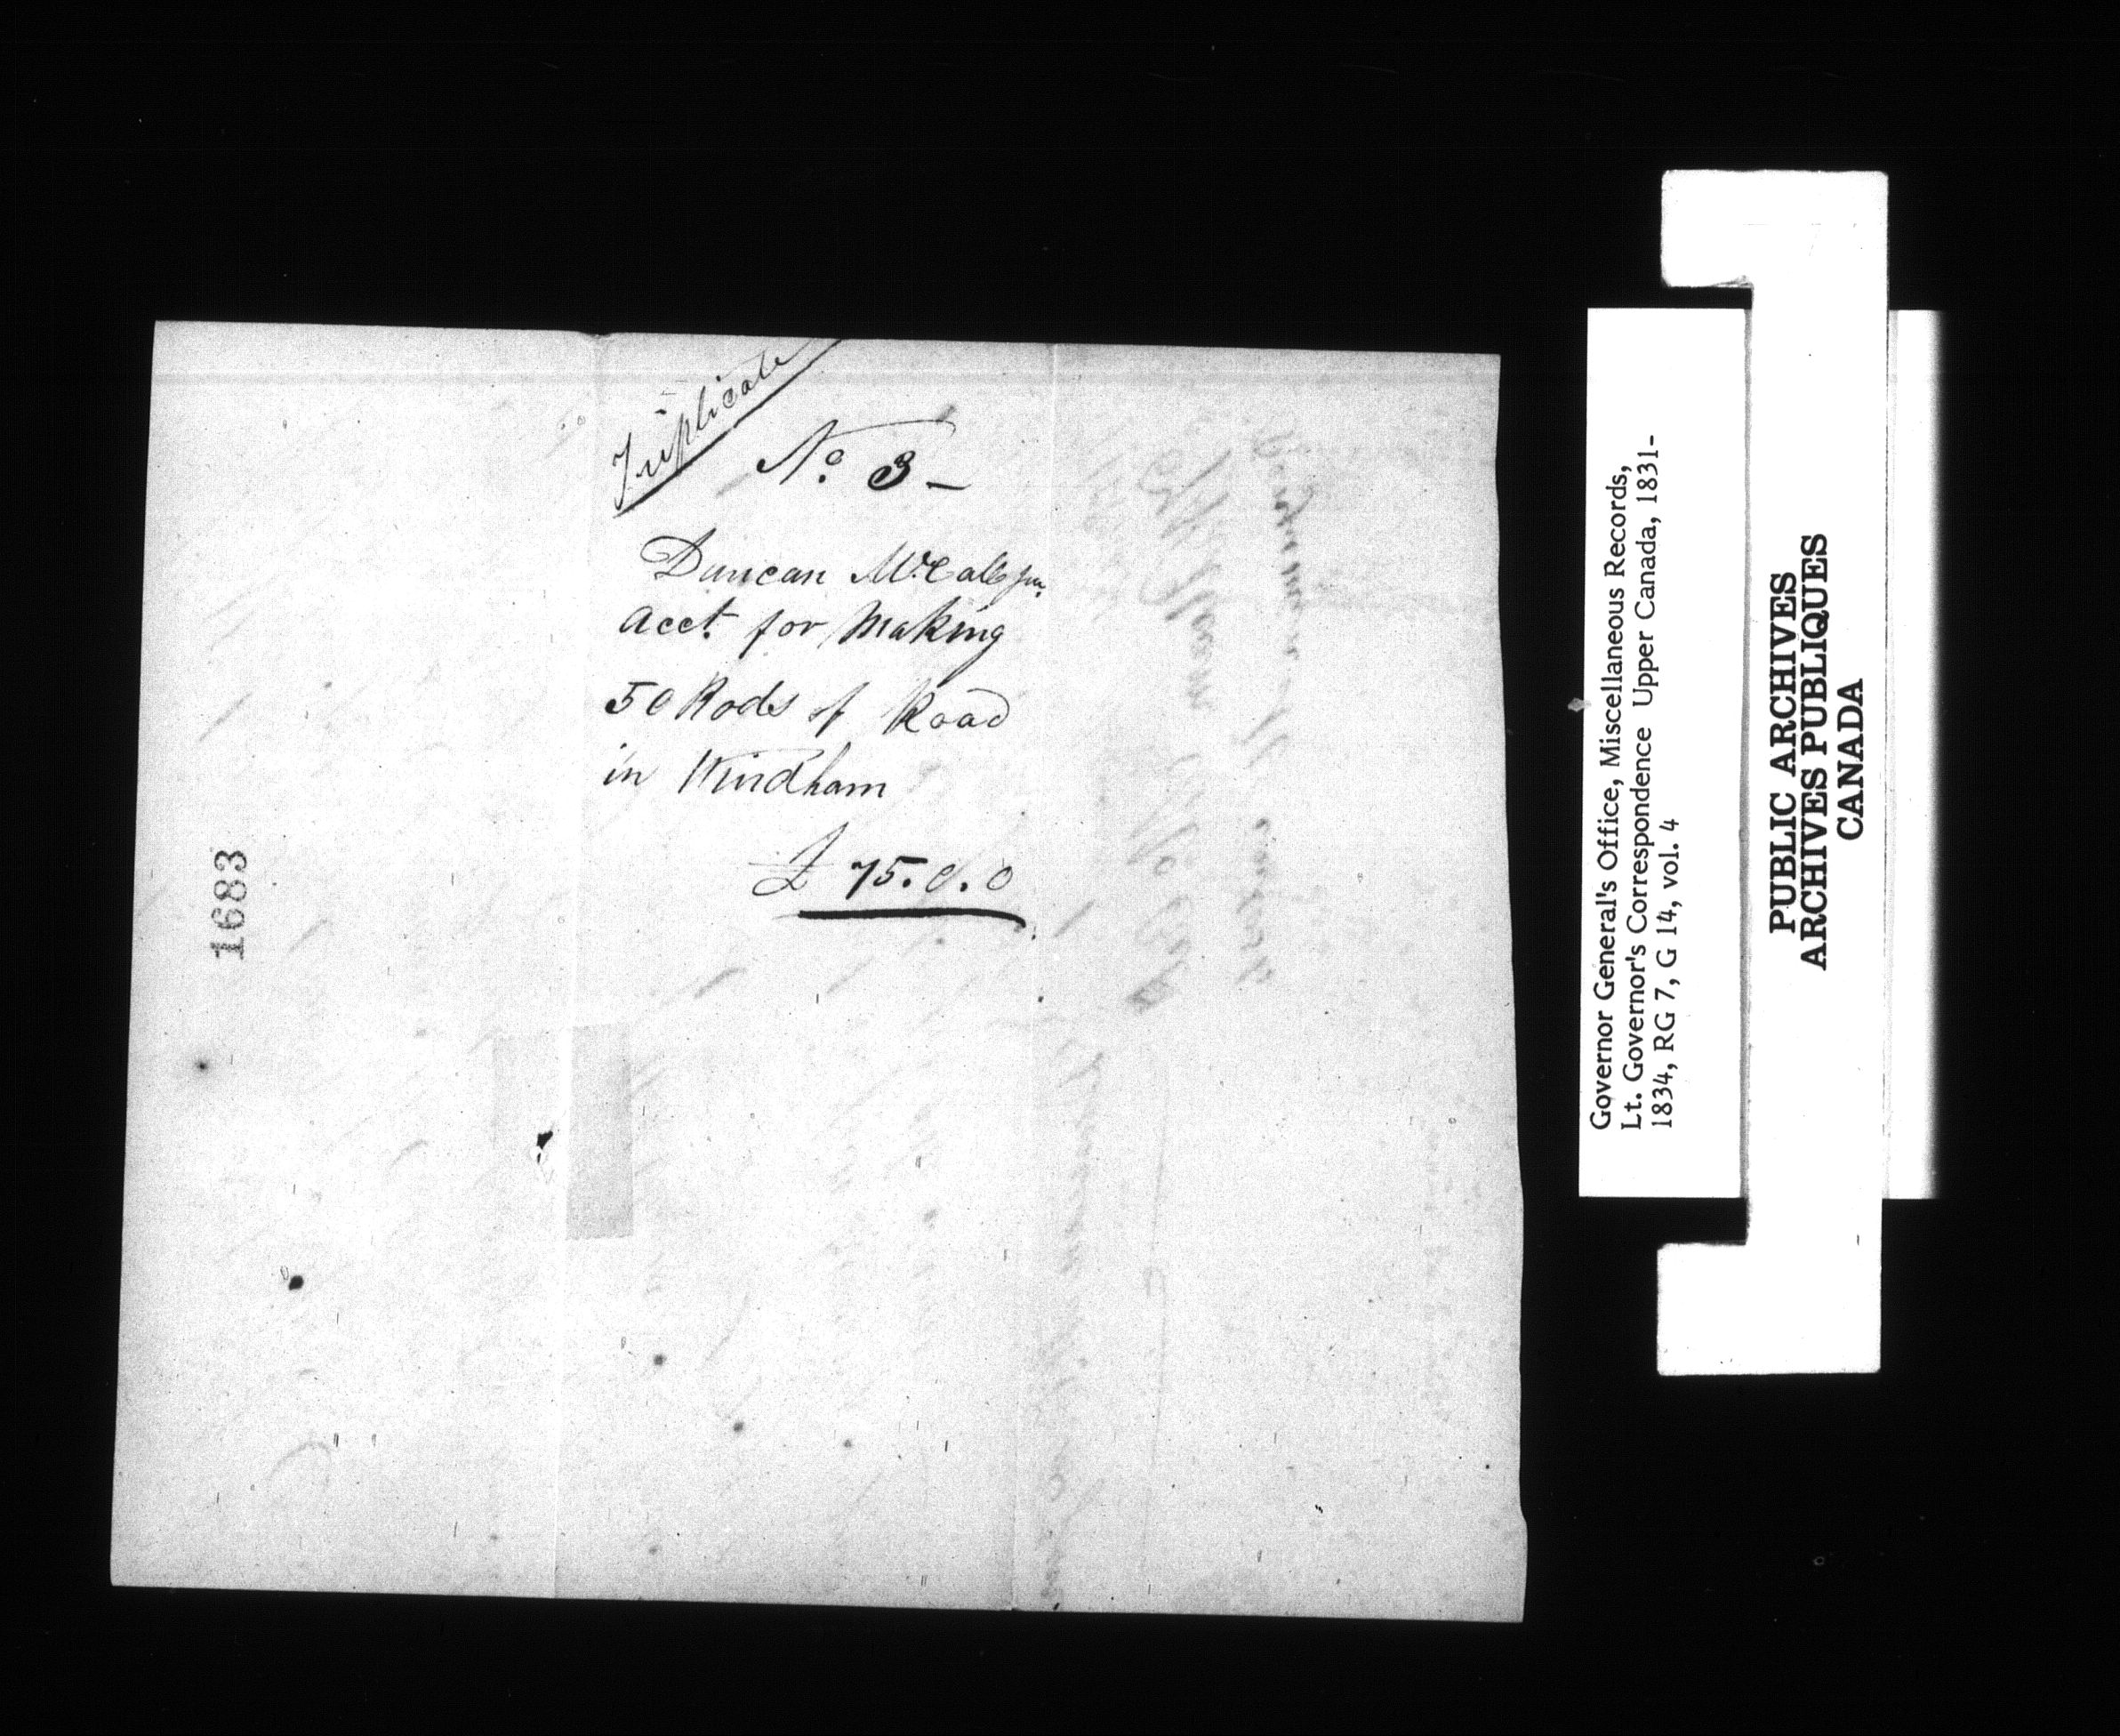 Triplicate
No. 3 -
Duncan McCall jun.
Acct. for Making
50 Rods of Road
in Windham
£ 75.0.0
1683
Governor General's Office, Miscellaneous Records,
Lt. Governor's Correspondence Upper Canada, 1831-
1834, RG 7, G 14, vol. 4
PUBLIC ARCHIVES
ARCHIVES PUBLIQUES
CANADA